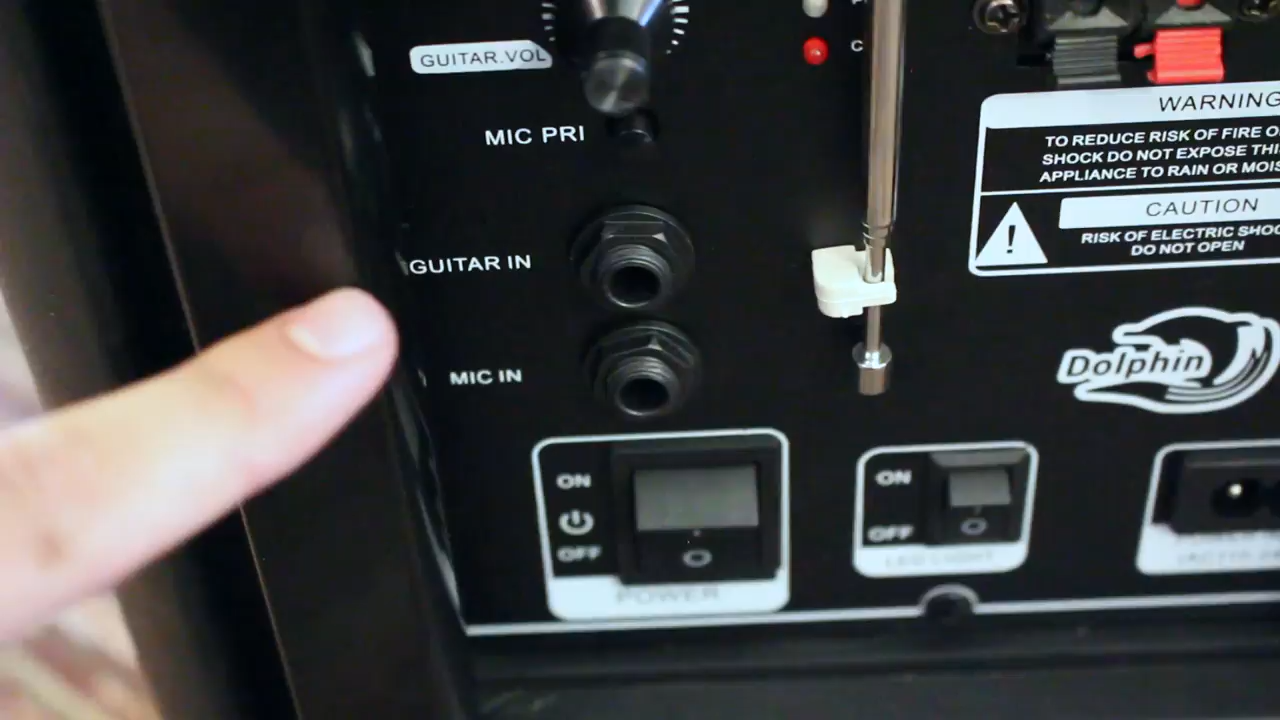 GUITAR.VOL
MIC PRI
GUITAR IN
MIC IN
ON
OFF
POWER
ON
OFF
LED LIGHT
WARNING
TO REDUCE RISK OF FIRE O
SHOCK DO NOT EXPOSE THI
APPLIANCE TO RAIN OR MOIS
CAUTION
RISK OF ELECTRIC SHOC
DO NOT OPEN
Dolphin